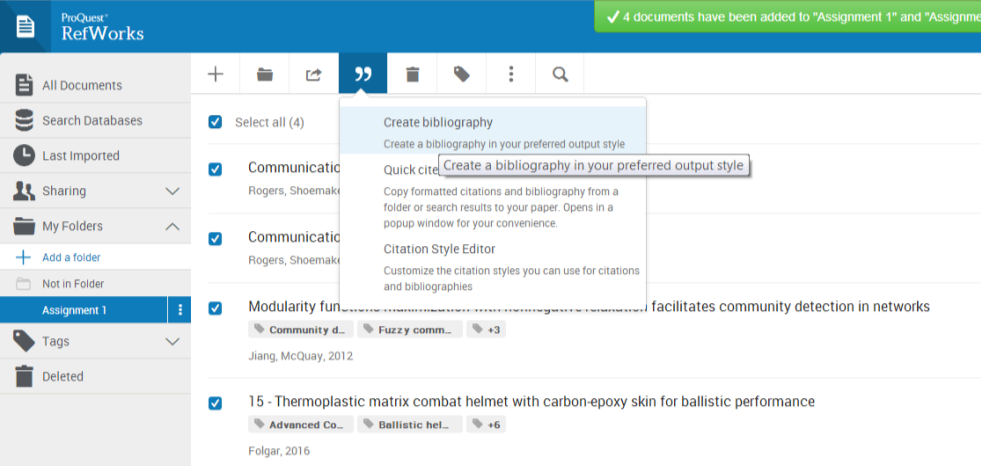 ProQuest
RefWorks
4 documents have been added to "Assignment 1" and "Assignme
All Documents
Search Databases
Last Imported
Sharing
My Folders
Add a folder
Not in Folder
Assignment 1
Tags
Deleted
Select all (4)
Create bibliography
Create a bibliography in your preferred output style
Create a bibliography in your preferred output style
Quick cite
Copy formatted citations and bibliography from a
folder or search results to your paper. Opens in a
popup window for your convenience.
Citation Style Editor
Customize the citation styles you can use for citations
and bibliographies
Communicatio
Rogers, Shoemake
Communicatio
Rogers, Shoemake
Modularity functions maximization with nonnegative relaxation facilitates community detection in networks
Community d... Fuzzy comm... +3
Jiang, McQuay, 2012
15 - Thermoplastic matrix combat helmet with carbon-epoxy skin for ballistic performance
Advanced Co... Ballistic hel... +6
Folgar, 2016